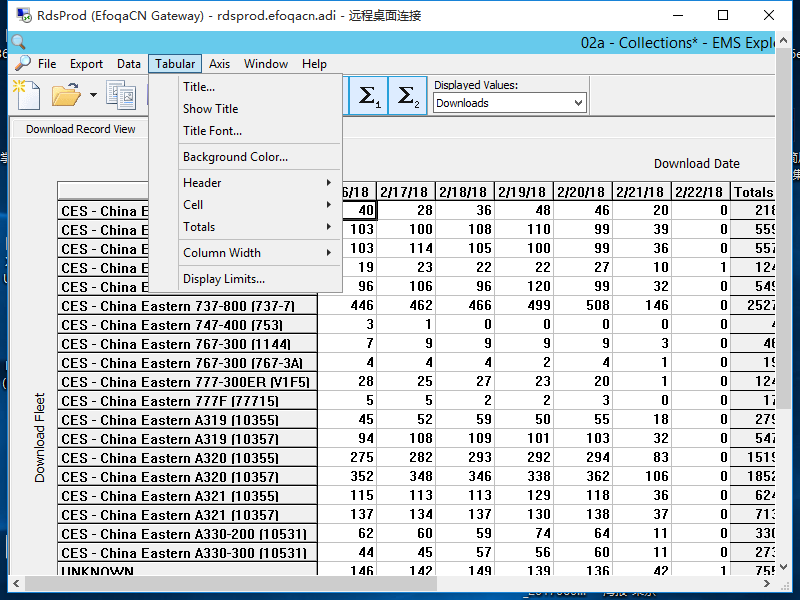 RdsProd (EfoqaCN Gateway) - rdsprod.efoqacn.adi - 远程桌面连接
02a - Collections* - EMS Explo
File Export Data Tabular Axis Window Help
Title...
Show Title
Title Font...
Background Color...
Header
Cell
Totals
Column Width
Display Limits...
Σ1 Σ2
Displayed Values:
Downloads
Download Record View
Download Date
Download Fleet
6/18 2/17/18 2/18/18 2/19/18 2/20/18 2/21/18 2/22/18 Totals
CES - China E 40 28 36 48 46 20 0 218
CES - China E 103 100 108 110 99 39 0 559
CES - China E 103 114 105 100 99 36 0 557
CES - China E 19 23 22 22 27 10 1 124
CES - China E 96 106 96 120 99 32 0 549
CES - China Eastern 737-800 (737-7) 446 462 466 499 508 146 0 2527
CES - China Eastern 747-400 (753) 3 1 0 0 0 0 0 4
CES - China Eastern 767-300 (1144) 7 9 9 9 9 3 0 46
CES - China Eastern 767-300 (767-3A) 4 4 4 2 4 1 0 19
CES - China Eastern 777-300ER (V1F5) 28 25 27 23 20 1 0 124
CES - China Eastern 777F (77715) 5 5 2 2 3 0 0 17
CES - China Eastern A319 (10355) 45 52 59 50 55 18 0 279
CES - China Eastern A319 (10357) 94 108 109 101 103 32 0 547
CES - China Eastern A320 (10355) 275 282 293 292 294 83 0 1519
CES - China Eastern A320 (10357) 352 348 346 338 362 106 0 1852
CES - China Eastern A321 (10355) 115 113 113 129 118 36 0 624
CES - China Eastern A321 (10357) 137 134 137 130 138 37 0 713
CES - China Eastern A330-200 (10531) 62 60 59 74 64 11 0 330
CES - China Eastern A330-300 (10531) 44 45 57 56 60 11 0 273
UNKNOWN 146 142 149 139 136 42 1 755